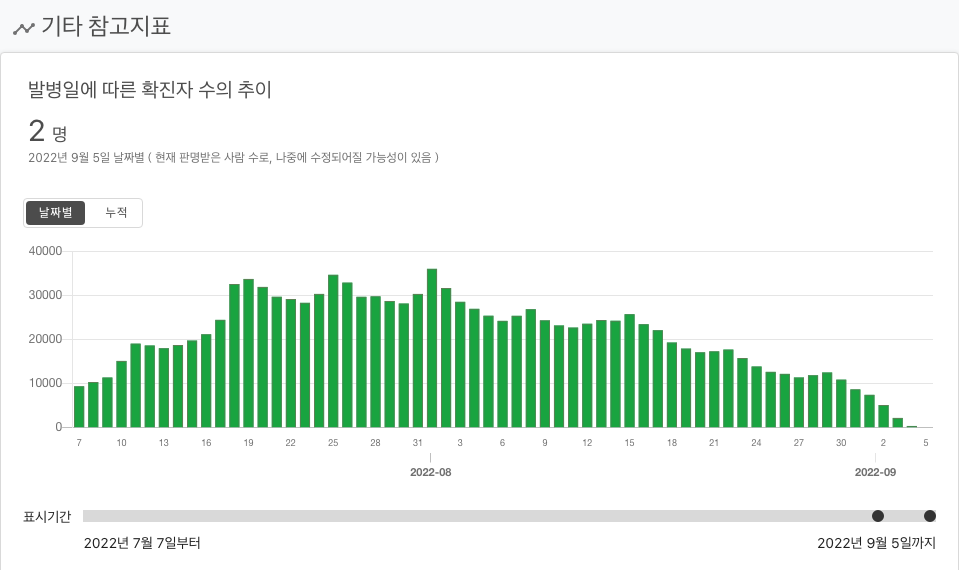 기타 참고지표
발병일에 따른 확진자 수의 추이
2 명
2022년 9월 5일 날짜별 ( 현재 판명받은 사람 수로, 나중에 수정되어질 가능성이 있음 )
날짜별 누적
40000
30000
20000
10000
0
7 10 13 16 19 22 25 28 31 3 6 9 12 15 18 21 24 27 30 2 5
2022-08 2022-09
표시기간
2022년 7월 7일부터 2022년 9월 5일까지